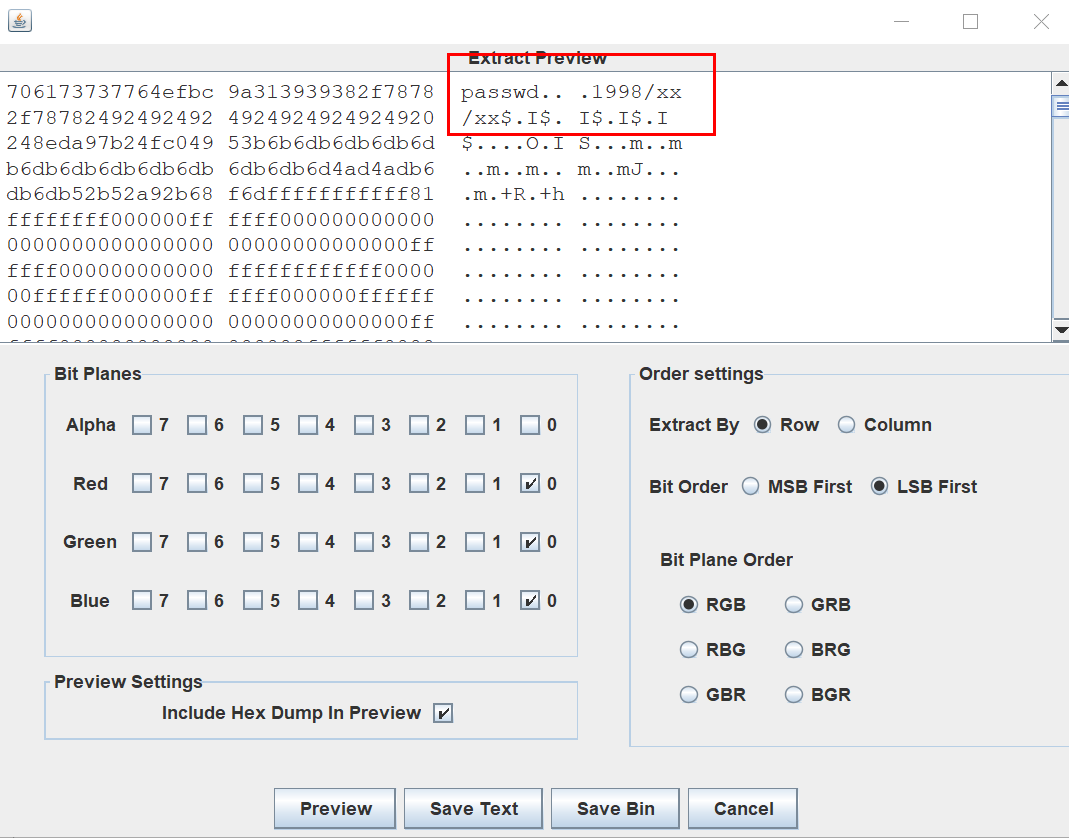 Extract Preview
706173737764efbc 9a313939382f7878 passwd.. .1998/xx
2f78782492492492 4924924924924920 /xx$.I$. I$.I$.I
248eda97b24fc049 53b6b6db6db6db6d $....O.I S...m..m
b6db6db6db6db6db 6db6db6d4ad4adb6 ..m..m.. m..mJ...
db6db52b52a92b68 f6dfffffffffff81 .m.+R.+h ........
ffffffff000000ff ffff000000000000 ........ ........
0000000000000000 00000000000000ff ........ ........
ffff000000000000 ffffffffffff0000 ........ ........
00ffffff000000ff ffff000000ffffff ........ ........
0000000000000000 00000000000000ff ........ ........
Bit Planes
Alpha 7 6 5 4 3 2 1 0
Red 7 6 5 4 3 2 1 0
Green 7 6 5 4 3 2 1 0
Blue 7 6 5 4 3 2 1 0
Preview Settings
Include Hex Dump In Preview
Order settings
Extract By Row Column
Bit Order MSB First LSB First
Bit Plane Order
RGB GRB
RBG BRG
GBR BGR
Preview Save Text Save Bin Cancel